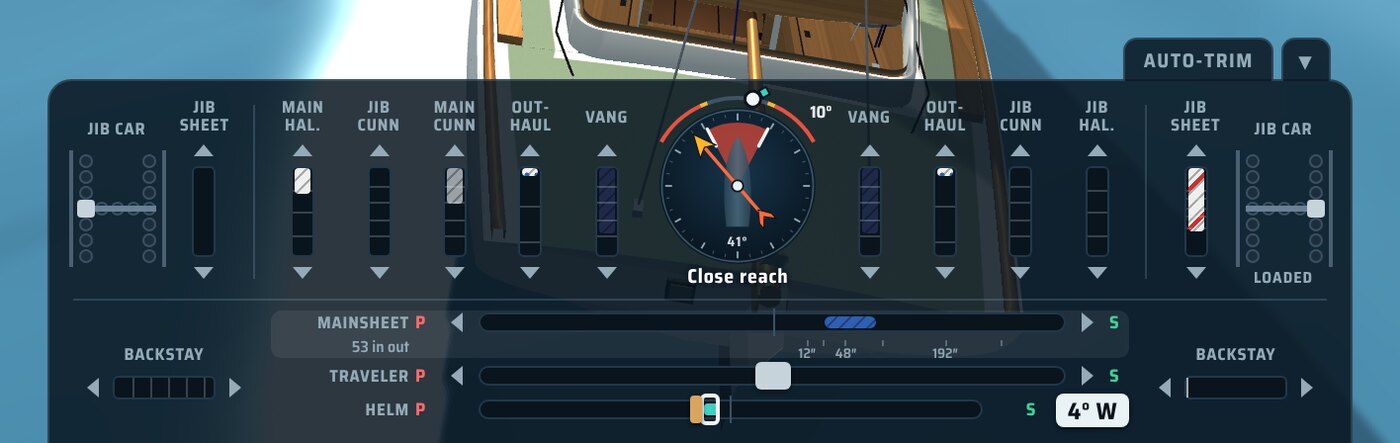 AUTO-TRIM ▼
JIB CAR
JIB SHEET
MAIN HAL.
JIB CUNN
MAIN CUNN
OUT-HAUL
VANG
10°
VANG
OUT-HAUL
JIB CUNN
JIB HAL.
JIB SHEET
JIB CAR
41°
Close reach
LOADED
MAINSHEET P
S
53 in out
12" 48" 192"
BACKSTAY
TRAVELER P
S
BACKSTAY
HELM P
S
4° W